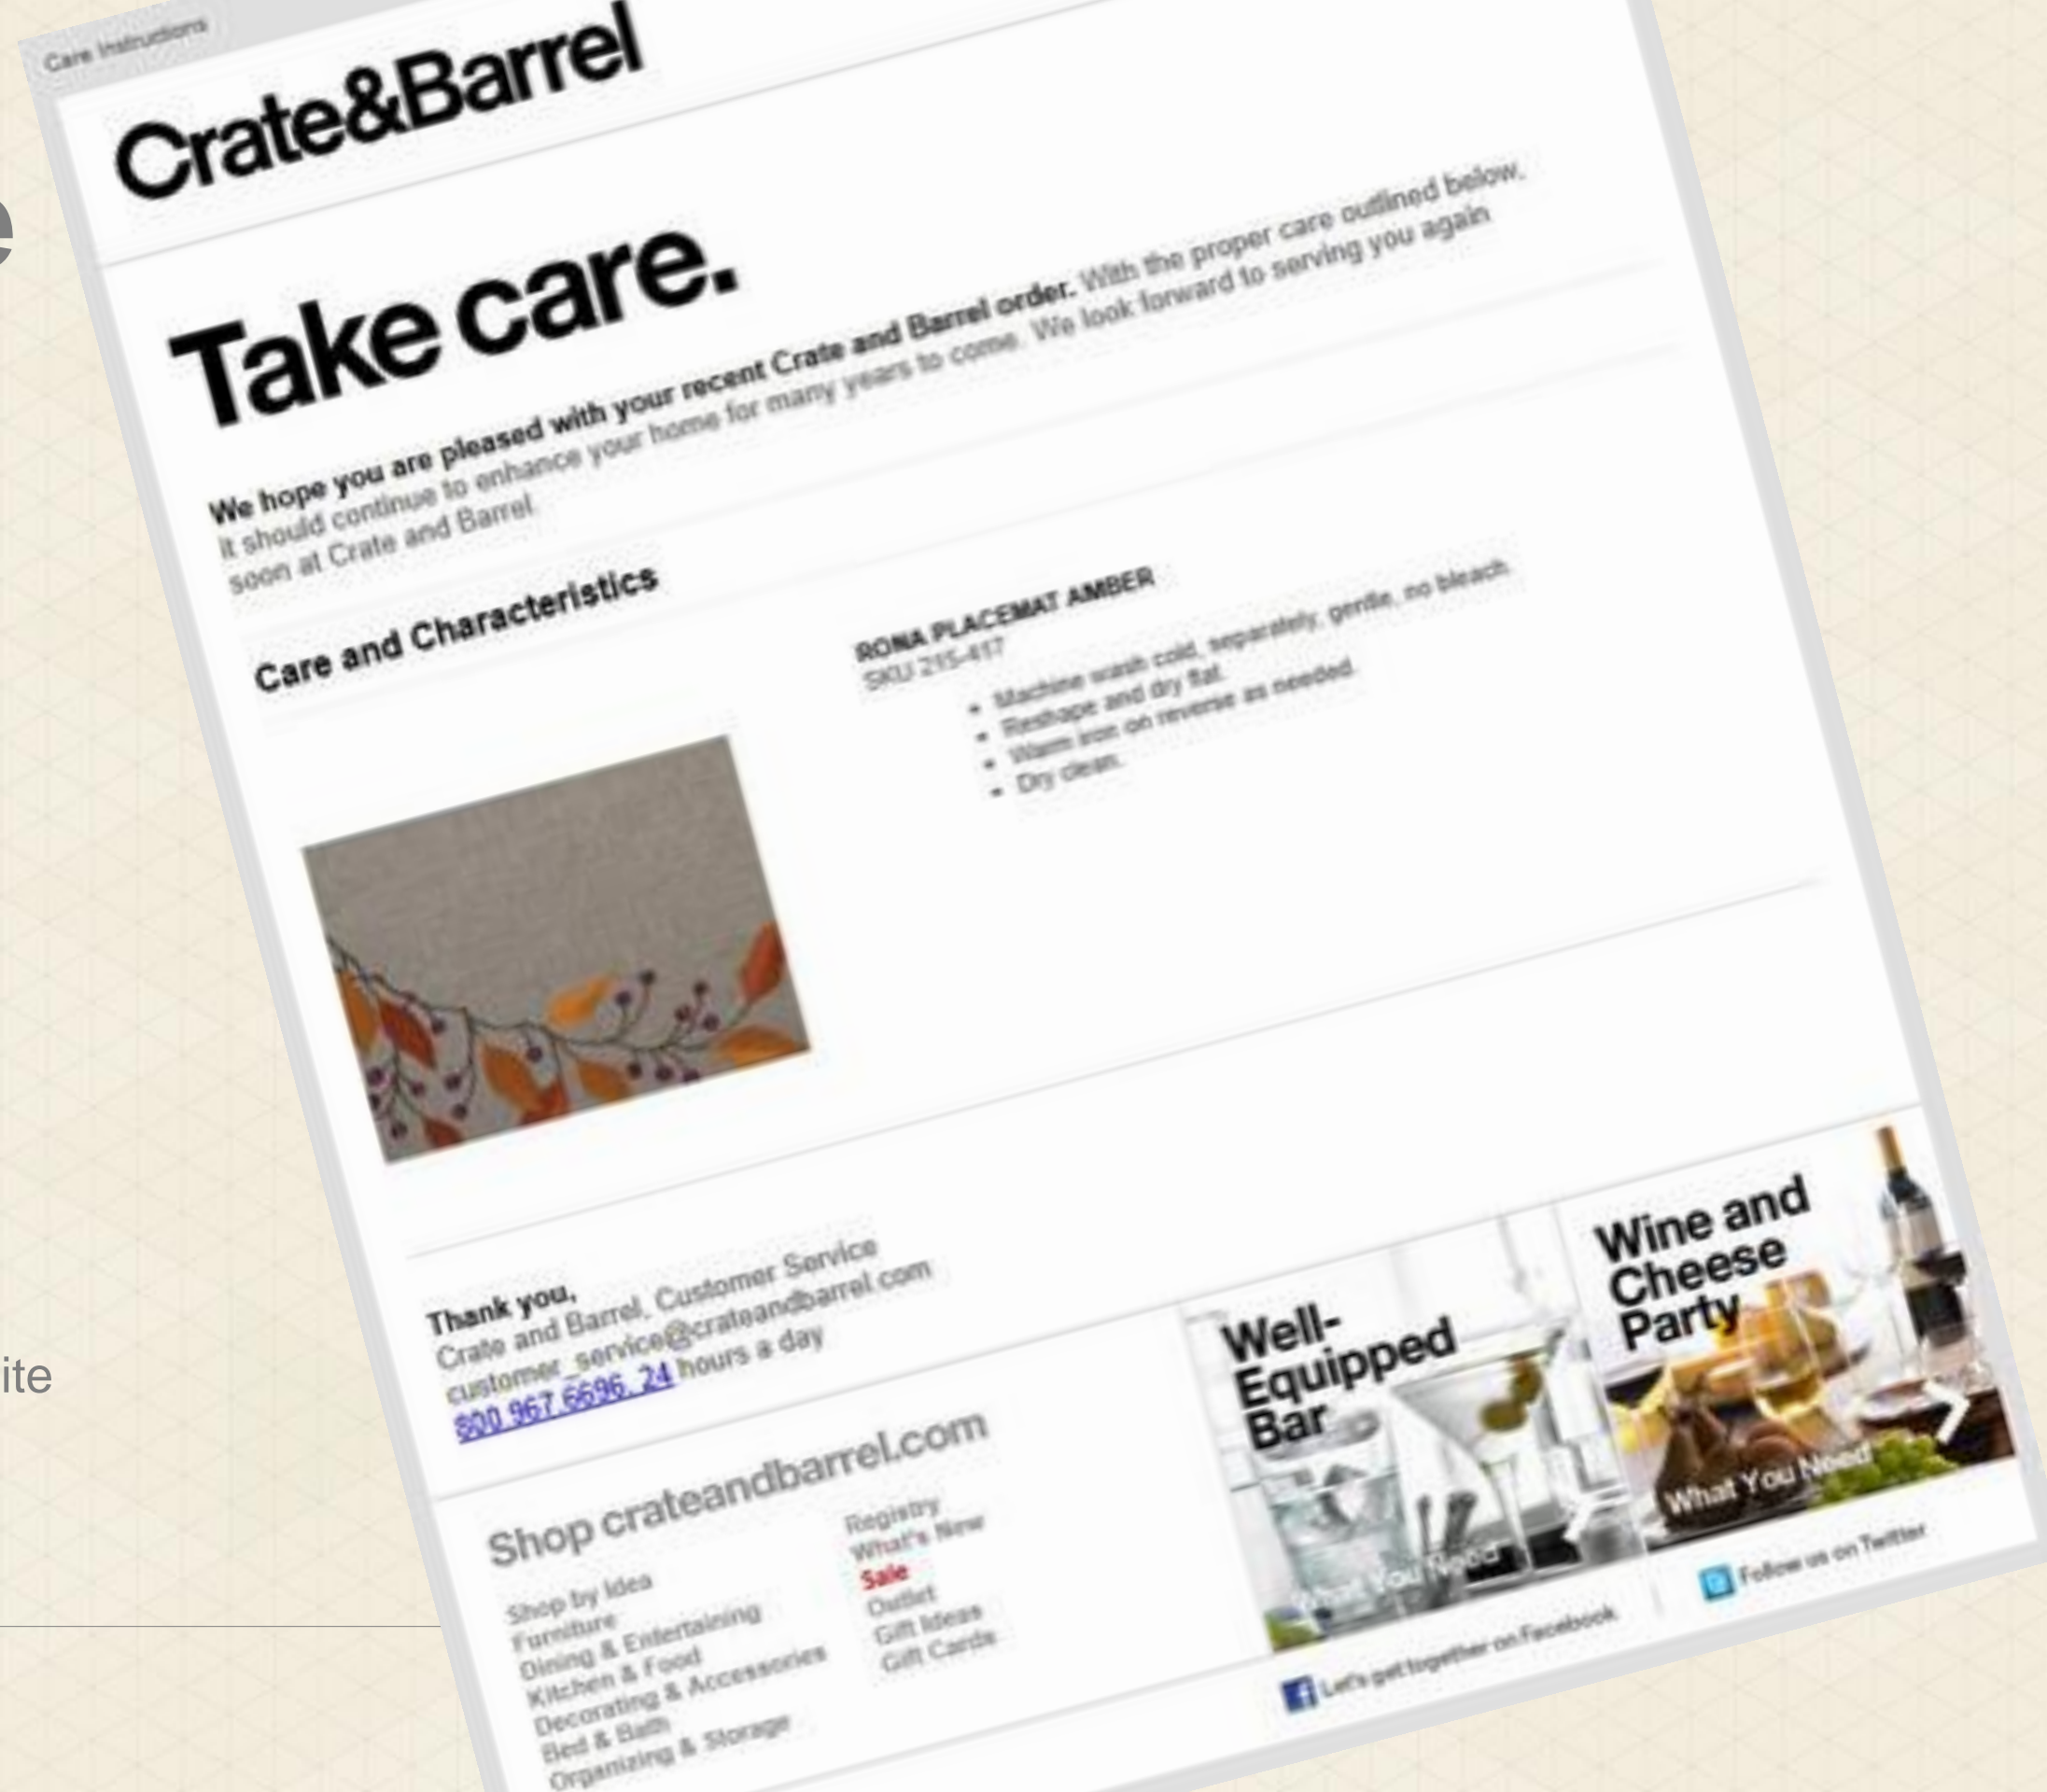 e
ite
Care Instructions
Crate&Barrel
Take care.
We hope you are pleased with your recent Crate and Barrel order. With the proper care outlined below,
it should continue to enhance your home for many years to come. We look forward to serving you again
soon at Crate and Barrel.
Care and Characteristics
RONA PLACEMAT AMBER
SKU 215-417
• Machine wash cold, separately, gentle, no bleach.
• Reshape and dry flat.
• Warm iron on reverse as needed.
• Dry clean.
Thank you,
Crate and Barrel, Customer Service
customer_service@crateandbarrel.com
800.967.6696. 24 hours a day
Shop crateandbarrel.com
Shop by Idea
Furniture
Dining & Entertaining
Kitchen & Food
Decorating & Accessories
Bed & Bath
Organizing & Storage
Registry
What's New
Sale
Outlet
Gift Ideas
Gift Cards
Well-
Equipped
Bar
What You Need
Wine and
Cheese
Party
What You Need
Let's get together on Facebook
Follow us on Twitter